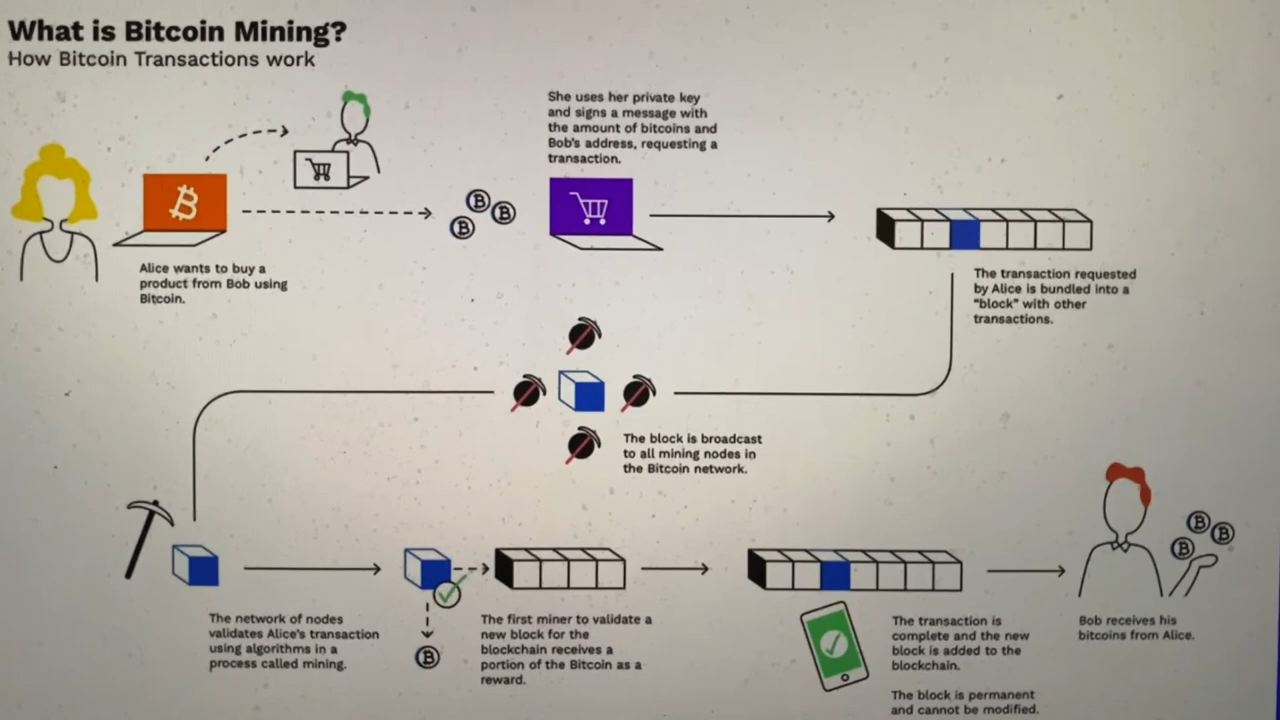 What is Bitcoin Mining?
How Bitcoin Transactions work
She uses her private key
and signs a message with
the amount of bitcoins and
Bob's address, requesting a
transaction.
Alice wants to buy a
product from Bob using
Bitcoin.
The transaction requested
by Alice is bundled into a
"block" with other
transactions.
The block is broadcast
to all mining nodes in
the Bitcoin network.
The network of nodes
validates Alice's transaction
using algorithms in a
process called mining.
The first miner to validate a
new block for the
blockchain receives a
portion of the Bitcoin as a
reward.
The transaction is
complete and the new
block is added to the
blockchain.
The block is permanent
and cannot be modified.
Bob receives his
bitcoins from Alice.